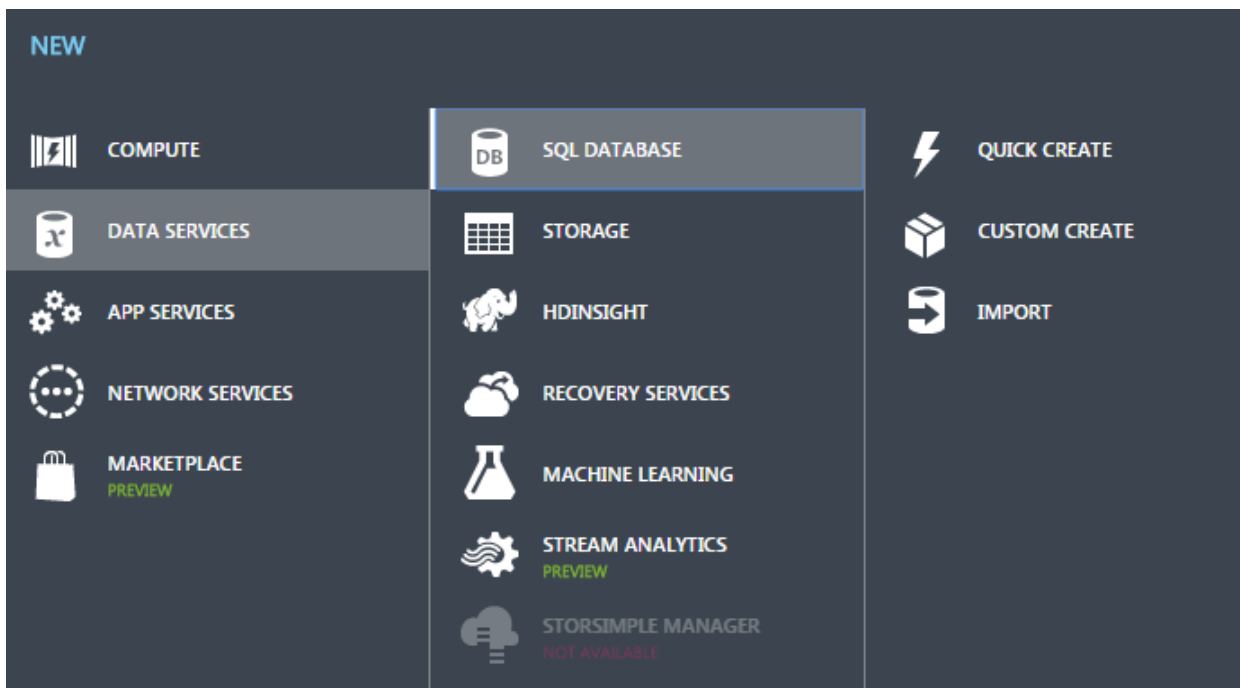 NEW
COMPUTE
DATA SERVICES
APP SERVICES
NETWORK SERVICES
MARKETPLACE
PREVIEW
DB
SQL DATABASE
STORAGE
HDINSIGHT
RECOVERY SERVICES
MACHINE LEARNING
STREAM ANALYTICS
PREVIEW
STORSIMPLE MANAGER
NOT AVAILABLE
QUICK CREATE
CUSTOM CREATE
IMPORT